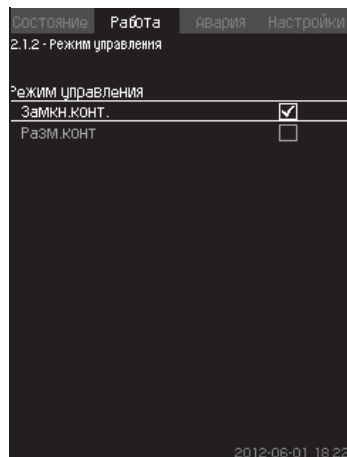 Состояние Работа Авария Настройки
2.1.2 - Режим управления
Режим управления
Замкн.конт.
Разм.конт
2012-06-01 18:22